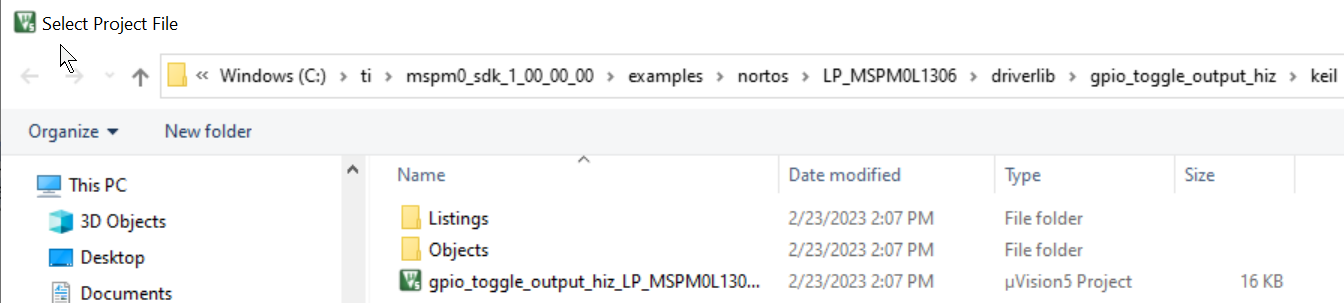 Select Project File
« Windows (C:) › ti › mspm0_sdk_1_00_00_00 › examples › nortos › LP_MSPM0L1306 › driverlib › gpio_toggle_output_hiz › keil
Organize New folder
Name Date modified Type Size
This PC
3D Objects
Desktop
Documents
Listings 2/23/2023 2:07 PM File folder
Objects 2/23/2023 2:07 PM File folder
gpio_toggle_output_hiz_LP_MSPM0L130... 2/23/2023 2:07 PM µVision5 Project 16 KB